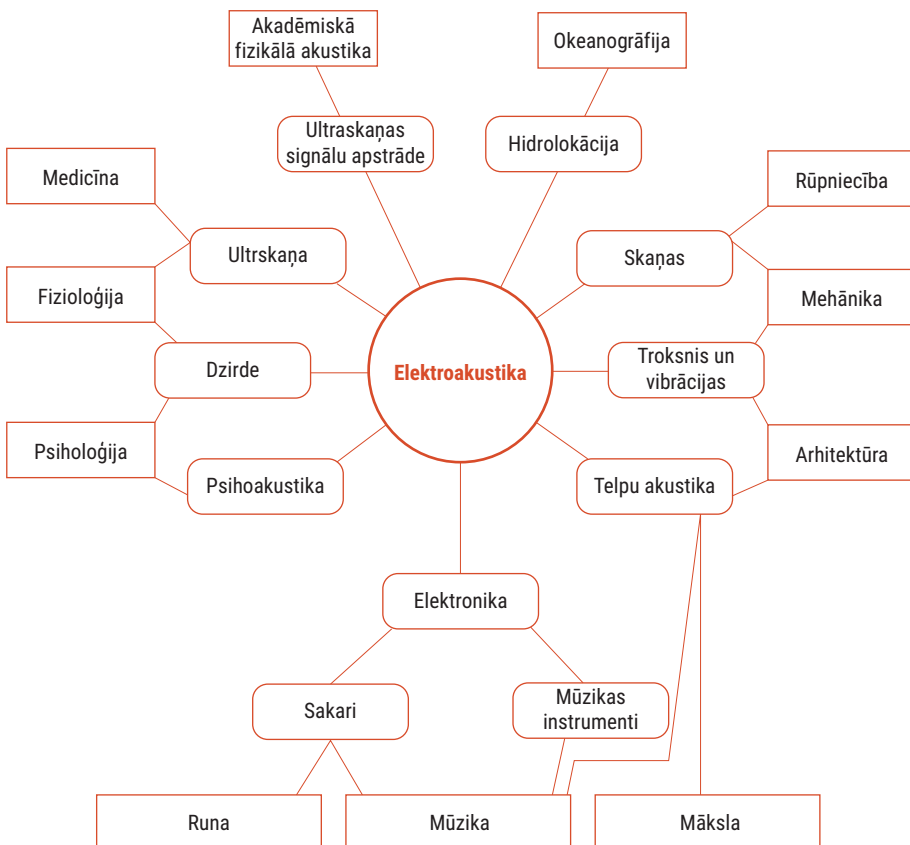 Akadēmiskā
fizikālā akustika
Okeanogrāfija
Ultraskaņas
signālu apstrāde
Hidrolokācija
Medicīna
Rūpniecība
Ultrskaņa
Skaņas
Fizioloģija
Mehānika
Dzirde
Elektroakustika
Troksnis un
vibrācijas
Psiholoģija
Arhitektūra
Psihoakustika
Telpu akustika
Elektronika
Sakari
Mūzikas
instrumenti
Runa
Mūzika
Māksla